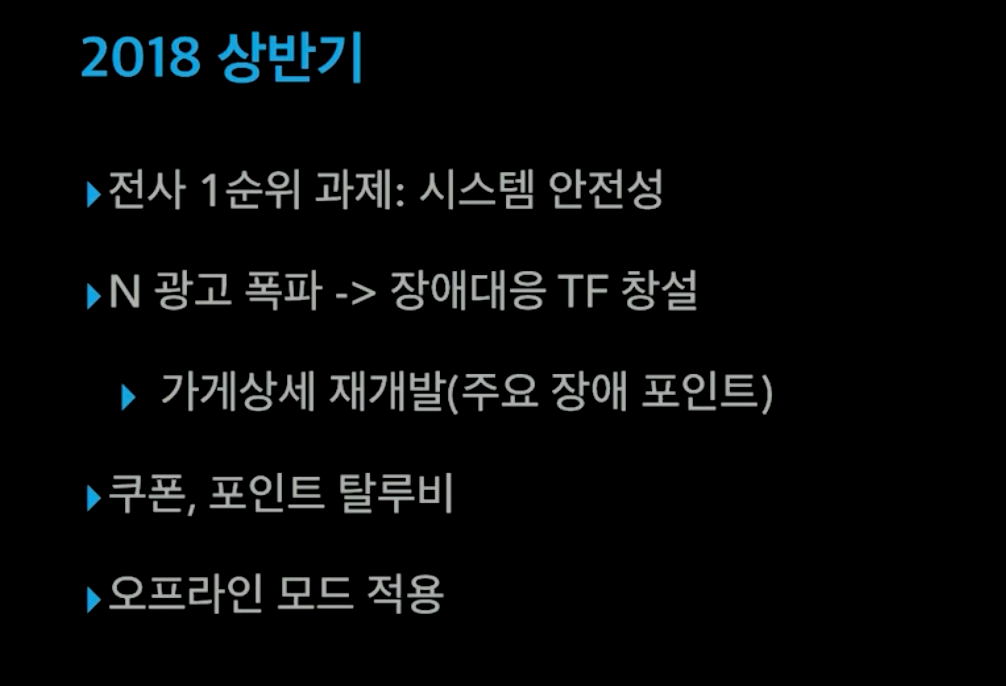 2018 상반기
▸전사 1순위 과제: 시스템 안전성
▸N 광고 폭파 -> 장애대응 TF 창설
▸ 가게상세 재개발(주요 장애 포인트)
▸쿠폰, 포인트 탈루비
▸오프라인 모드 적용